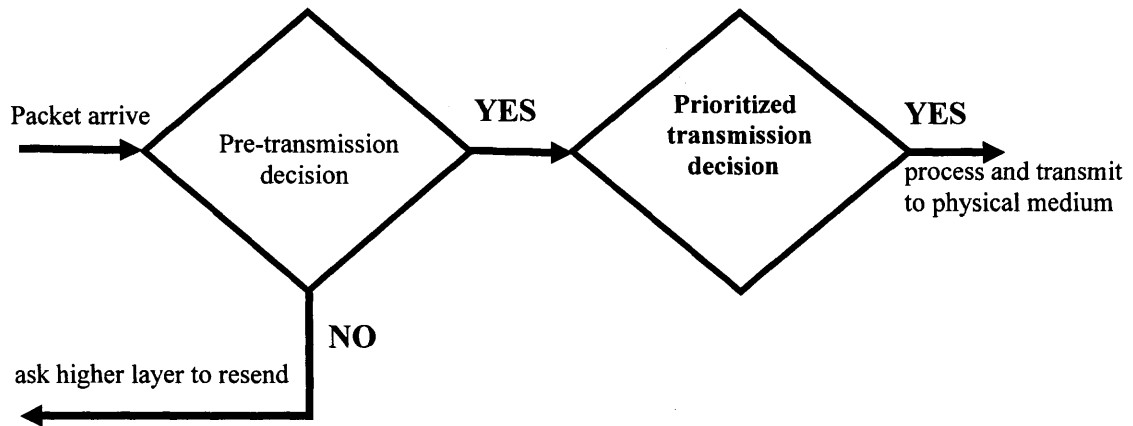 Packet arrive
Pre-transmission
decision
YES
Prioritized
transmission
decision
YES
process and transmit
to physical medium
NO
ask higher layer to resend